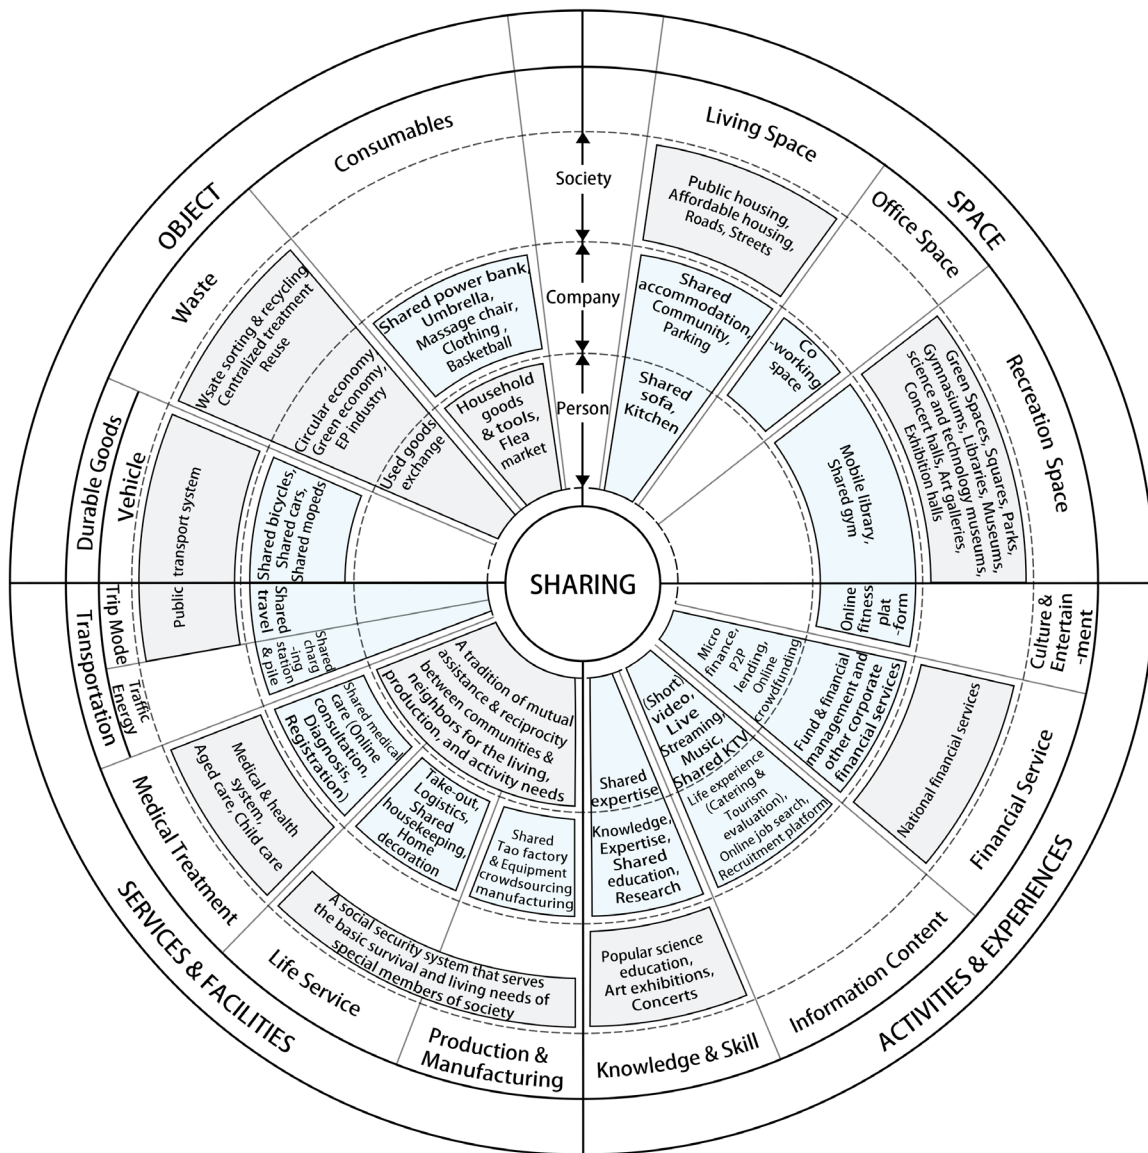 SHARING
Society
Company
Person
OBJECT
Consumables
Shared power bank,
Umbrella,
Massage chair,
Clothing ,
Basketball
Household
goods
& tools,
Flea
market
Waste
Wsate sorting & recycling
Centralized treatment
Reuse
Circular economy
Green economy,
EP industry
Used goods
exchange
Durable Goods
Vehicle
Public transport system
Shared bicycles,
Shared cars,
Shared mopeds
SPACE
Living Space
Public housing,
Affordable housing,
Roads, Streets
Shared
accommodation,
Community,
Parking
Shared
sofa,
Kitchen
Office Space
Co
-working
space
Recreation Space
Green Spaces, Squares, Parks,
Gymnasiums, Libraries, Museums,
science and technology museums,
Concert halls, Art galleries,
Exhibition halls
Mobile library,
Shared gym
ACTIVITIES & EXPERIENCES
Culture &
Entertain
-ment
Online
fitness
plat
-form
Financial Service
National financial services
Fund & financial
management and
other corporate
financial services
Micro
finance,
P2P
lending,
Online
crowdfunding
Information Content
(Short)
video,
Live
Streaming,
Music,
Shared KTV
Life experience
(Catering &
Tourism
evaluation),
Online job search,
Recruitment platform
Knowledge & Skill
Shared
expertise
Knowledge,
Expertise,
Shared
education,
Research
Popular science
education,
Art exhibitions,
Concerts
SERVICES & FACILITIES
Production &
Manufacturing
Shared
Tao factory
& Equipment
crowdsourcing
manufacturing
A tradition of mutual
assistance & reciprocity
between communities &
neighbors for the living,
production, and activity needs
Life Service
Take-out,
Logistics,
Shared
housekeeping,
Home
decoration
A social security system that serves
the basic survival and living needs of
special members of society
Medical Treatment
Medical & health
system,
Aged care, Child care
Shared medical
care (Online
consultation,
Diagnosis,
Registration)
Transportation
Trip Mode
Shared
travel
Traffic
Energy
Shared
charg
-ing
station
& pile